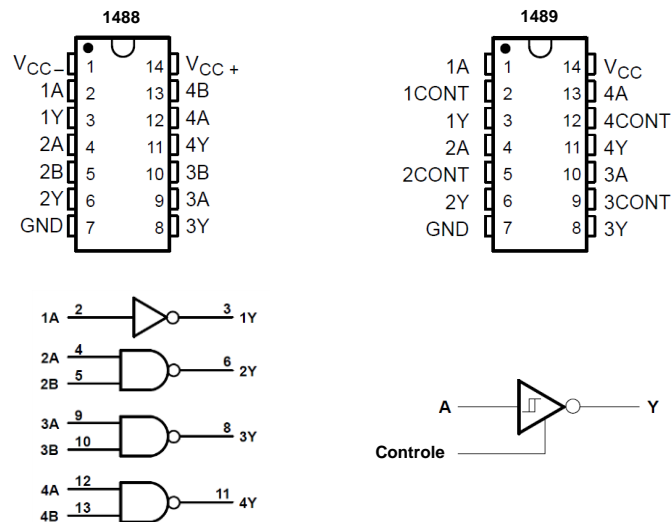 1488
V CC − 1 14 V CC +
1A 2 13 4B
1Y 3 12 4A
2A 4 11 4Y
2B 5 10 3B
2Y 6 9 3A
GND 7 8 3Y
1489
1A 1 14 V CC
1CONT 2 13 4A
1Y 3 12 4CONT
2A 4 11 4Y
2CONT 5 10 3A
2Y 6 9 3CONT
GND 7 8 3Y
1A 2 3 1Y
2A 4
6 2Y
2B 5
3A 9
8 3Y
3B 10
4A 12
11 4Y
4B 13
A Y
Controle